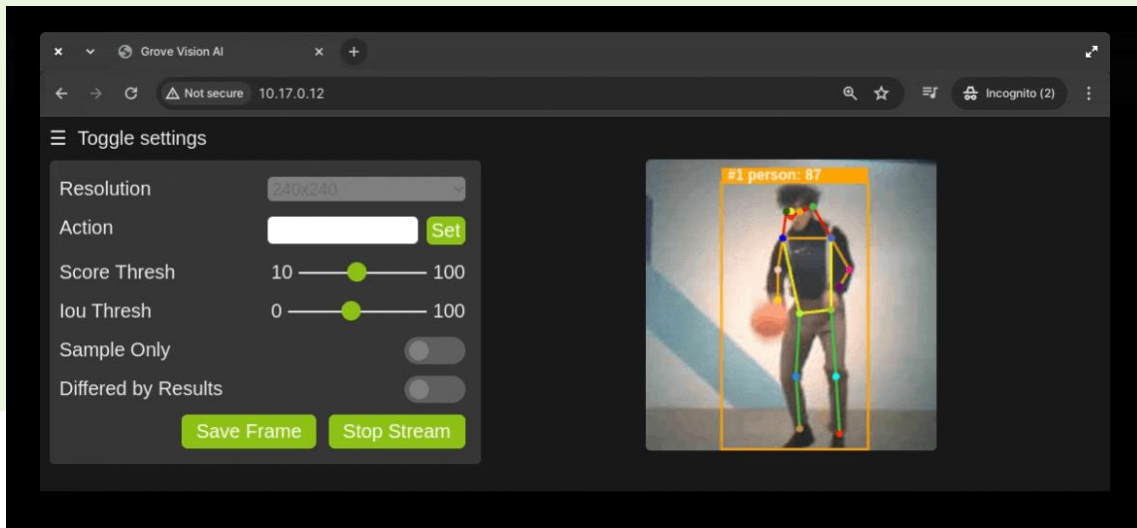 Grove Vision AI
Not secure 10.17.0.12 Incognito (2)
Toggle settings
Resolution 240x240
Action Set
Score Thresh 10 100
Iou Thresh 0 100
Sample Only
Differed by Results
Save Frame Stop Stream
#1 person: 87